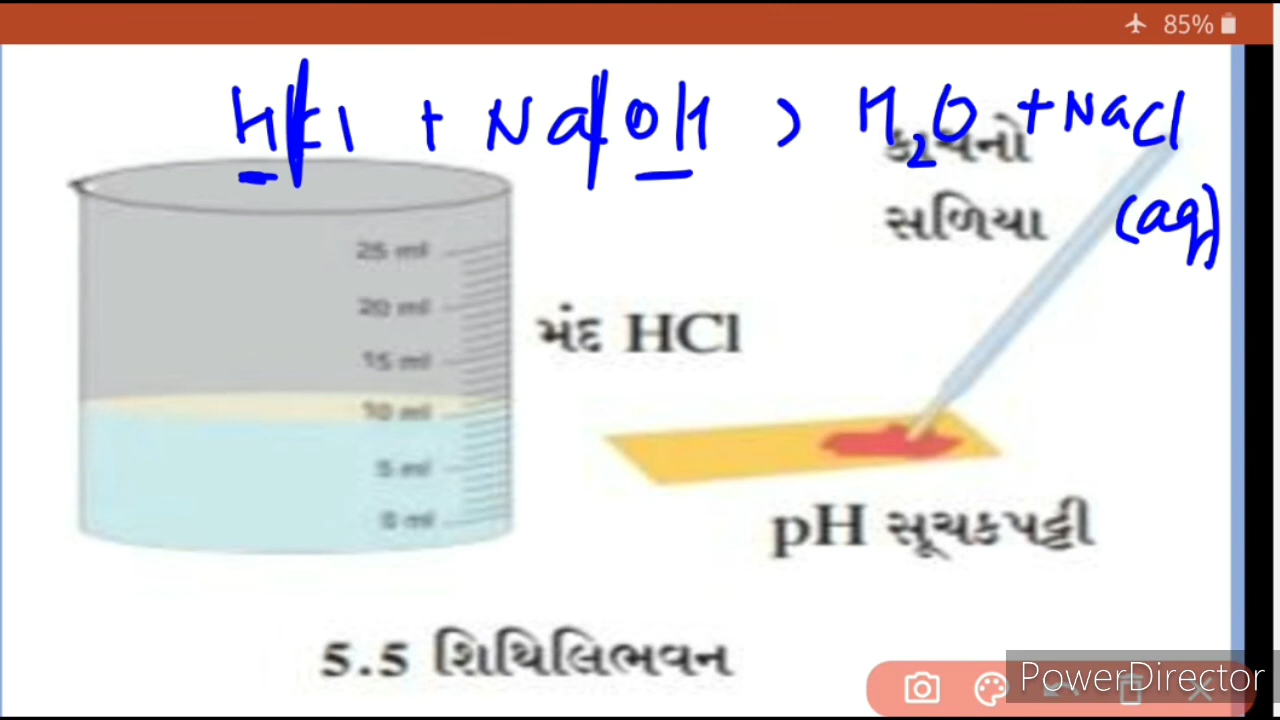 85%
HCl + NaOH > H₂O + NaCl
(aq)
કાચનો
સળિયા
25 ml
20 ml
15 ml
10 ml
5 ml
0 ml
મંદ HCl
pH સૂચકપટ્ટી
5.5 શિથિલિભવન
PowerDirector